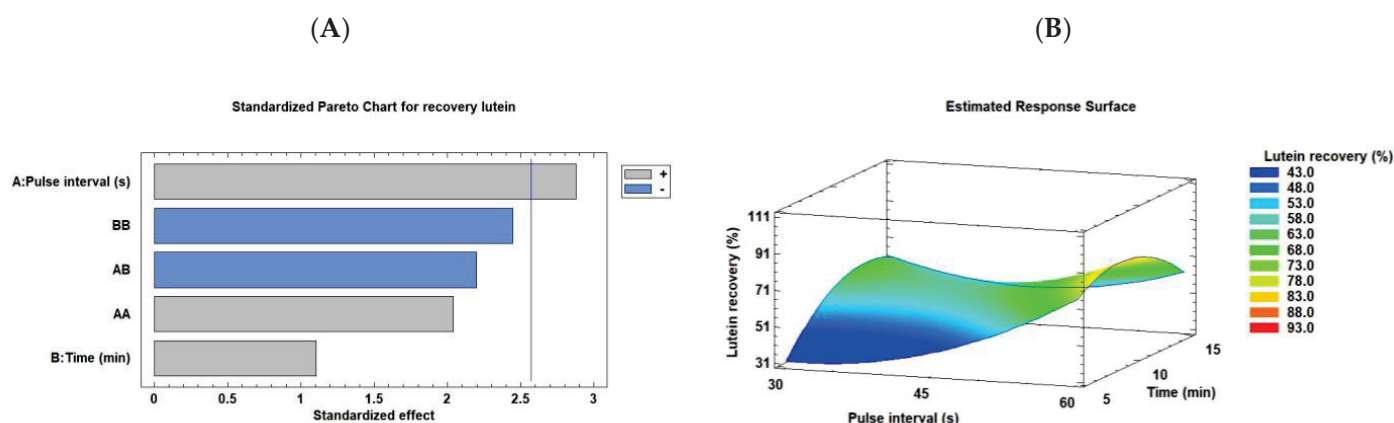 (A)
Standardized Pareto Chart for recovery lutein
A:Pulse interval (s)
BB
AB
AA
B:Time (min)
0 0.5 1 1.5 2 2.5 3
Standardized effect
+
-
(B)
Estimated Response Surface
Lutein recovery (%)
111
91
71
51
31
30 45 60
Pulse interval (s)
5 10 15
Time (min)
Lutein recovery (%)
43.0
48.0
53.0
58.0
63.0
68.0
73.0
78.0
83.0
88.0
93.0